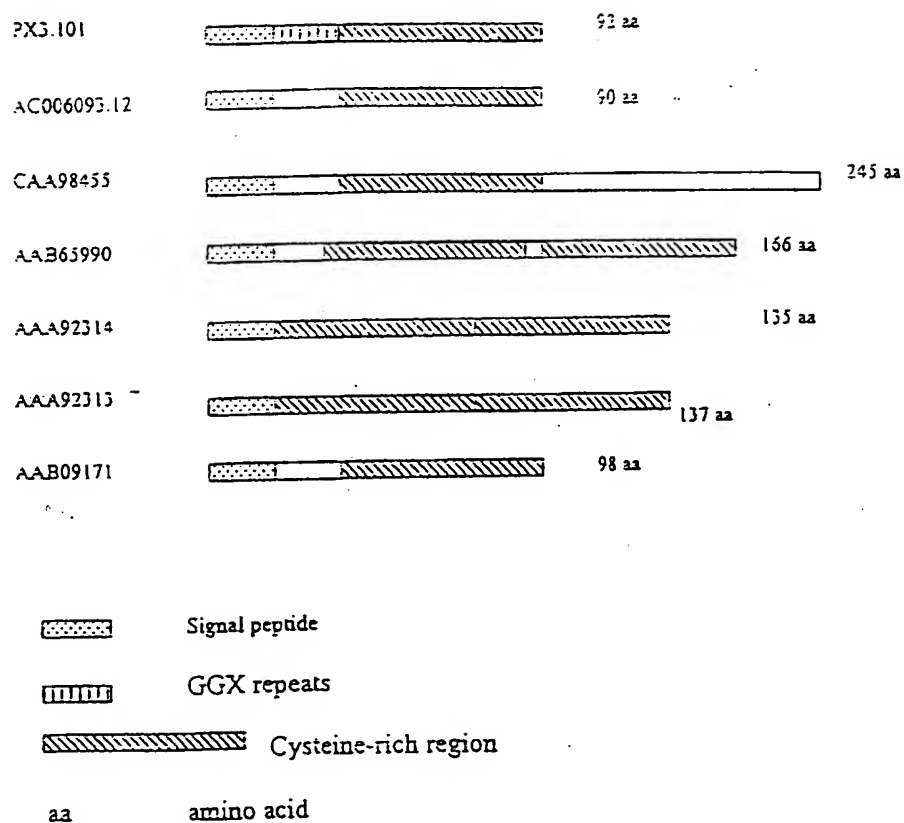 PX3.101 92 aa
AC006093.12 90 aa
CAA98455 245 aa
AAB65990 166 aa
AAA92314 135 aa
AAA92313 137 aa
AAB09171 98 aa
Signal peptide
GGX repeats
Cysteine-rich region
aa amino acid